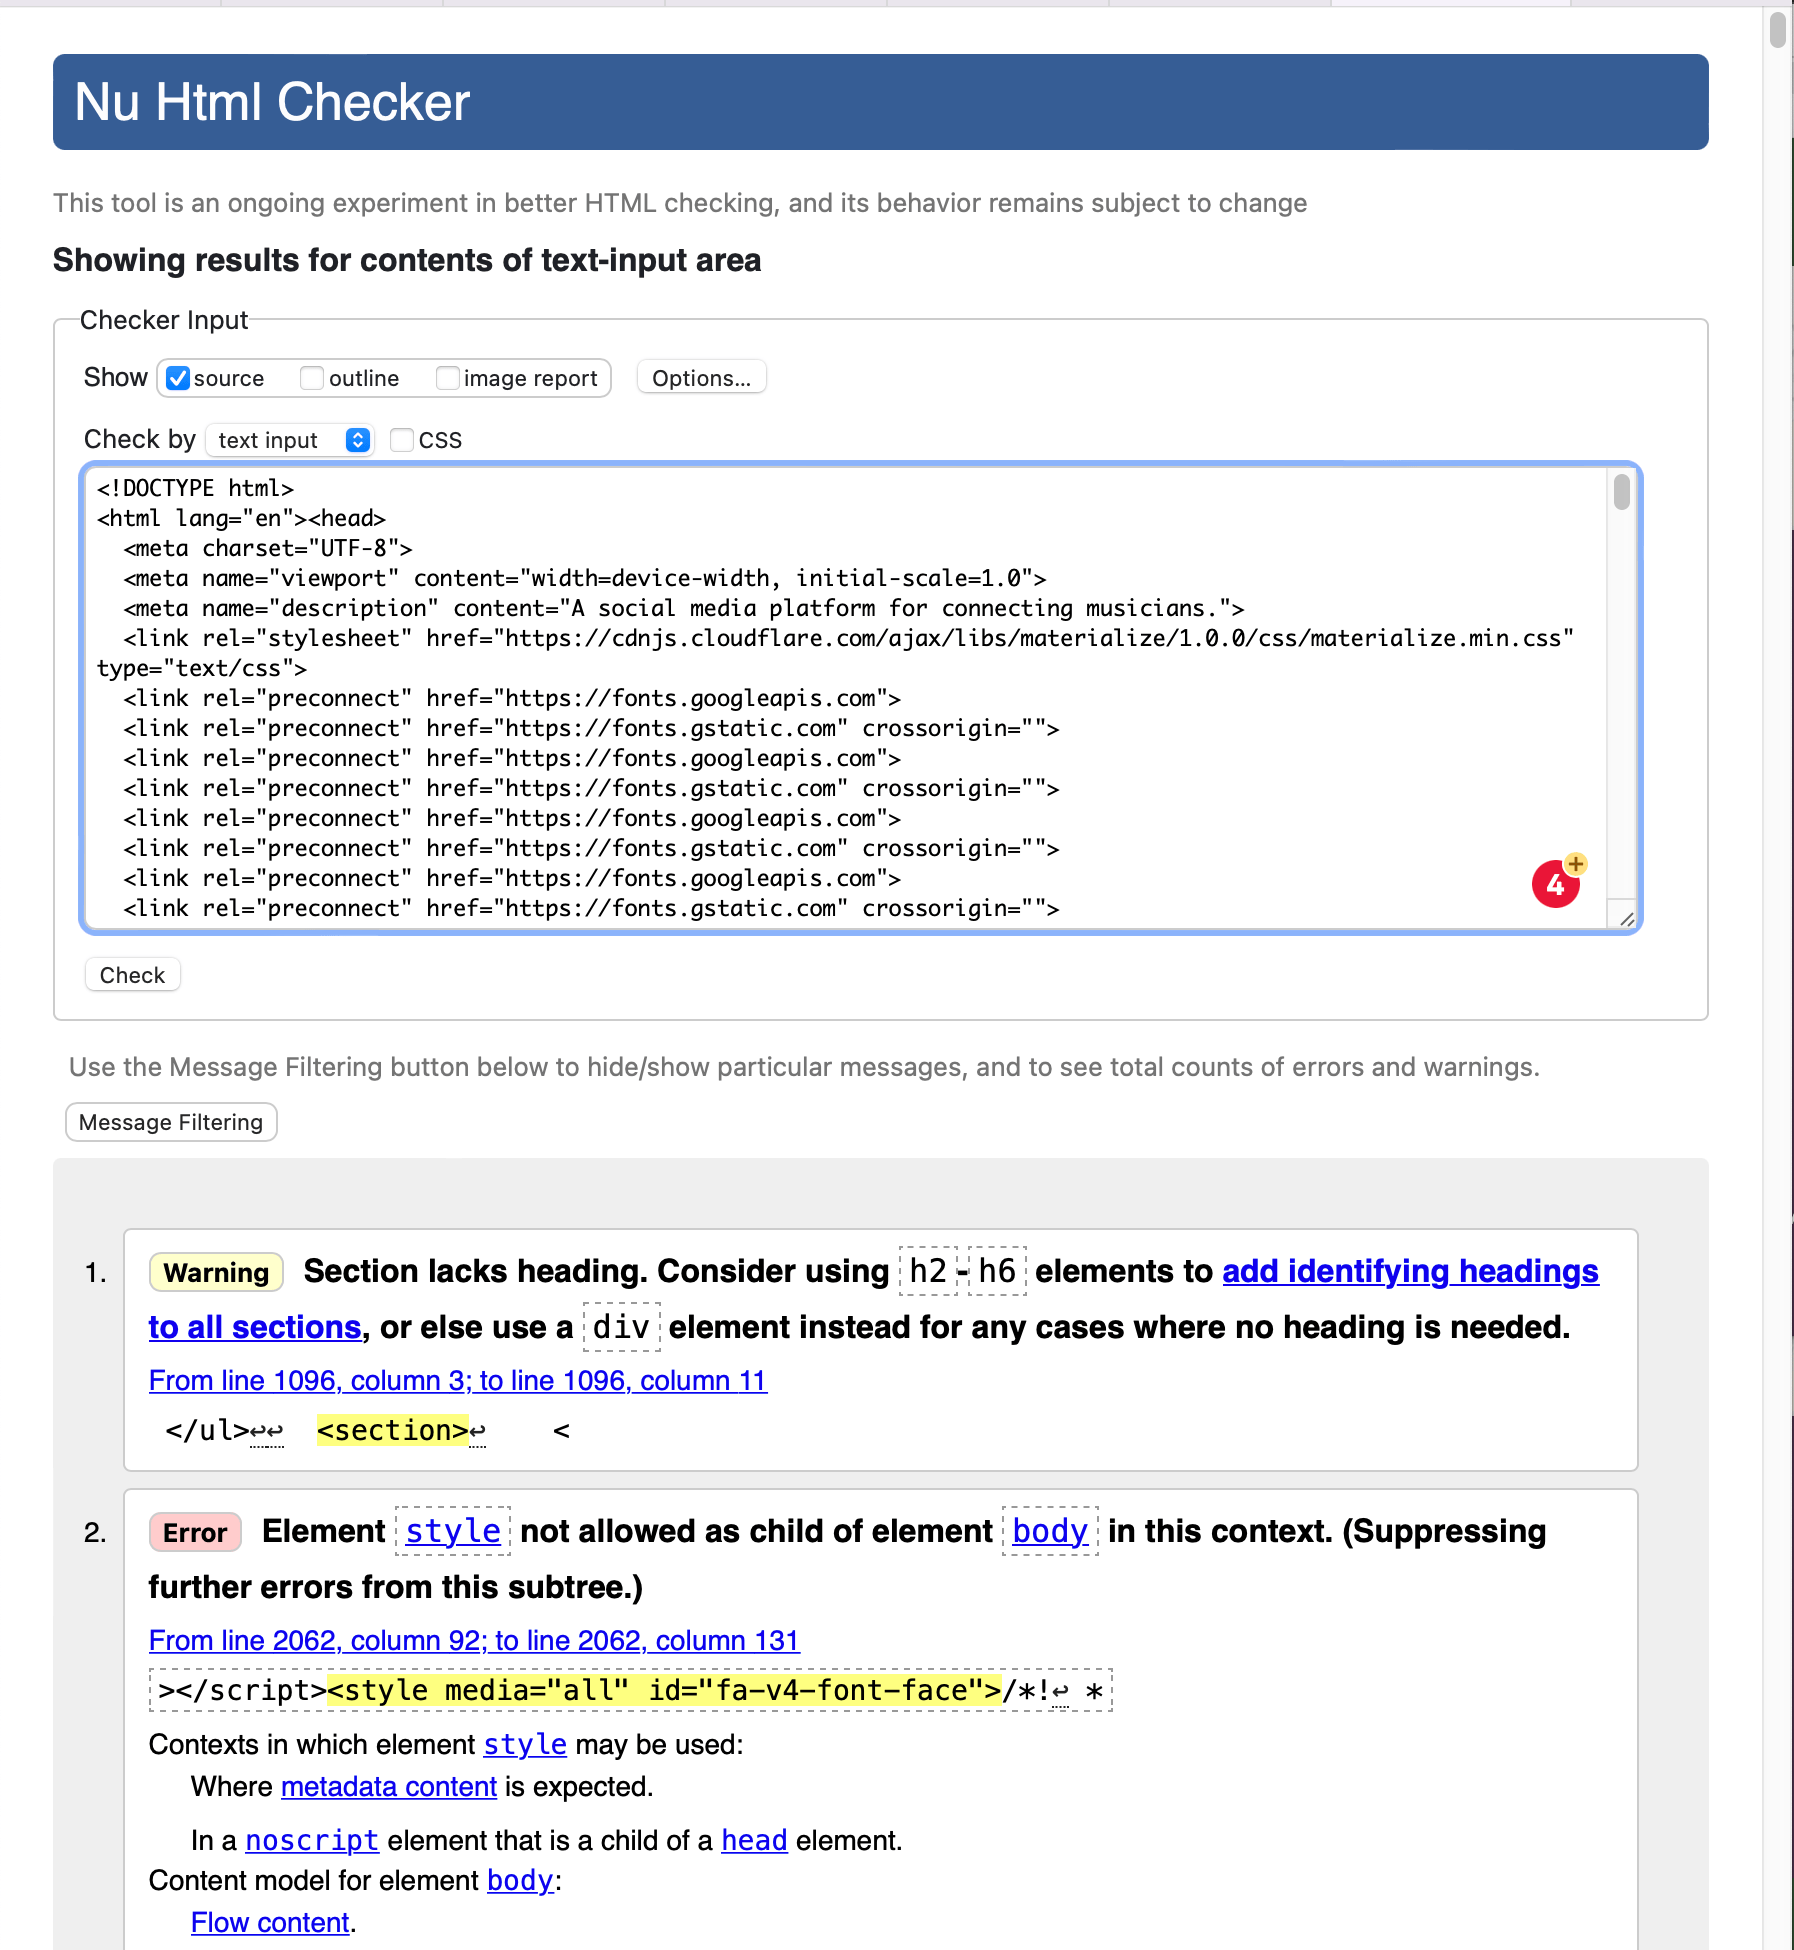 Nu Html Checker
This tool is an ongoing experiment in better HTML checking, and its behavior remains subject to change
Showing results for contents of text-input area
Checker Input
Show source outline image report Options...
Check by text input CSS
<!DOCTYPE html>
<html lang="en"><head>
  <meta charset="UTF-8">
  <meta name="viewport" content="width=device-width, initial-scale=1.0">
  <meta name="description" content="A social media platform for connecting musicians.">
  <link rel="stylesheet" href="https://cdnjs.cloudflare.com/ajax/libs/materialize/1.0.0/css/materialize.min.css"
type="text/css">
  <link rel="preconnect" href="https://fonts.googleapis.com">
  <link rel="preconnect" href="https://fonts.gstatic.com" crossorigin="">
  <link rel="preconnect" href="https://fonts.googleapis.com">
  <link rel="preconnect" href="https://fonts.gstatic.com" crossorigin="">
  <link rel="preconnect" href="https://fonts.googleapis.com">
  <link rel="preconnect" href="https://fonts.gstatic.com" crossorigin="">
  <link rel="preconnect" href="https://fonts.googleapis.com">
  <link rel="preconnect" href="https://fonts.gstatic.com" crossorigin="">
4+
Check
Use the Message Filtering button below to hide/show particular messages, and to see total counts of errors and warnings.
Message Filtering
1. Warning Section lacks heading. Consider using h2-h6 elements to add identifying headings
to all sections, or else use a div element instead for any cases where no heading is needed.
From line 1096, column 3; to line 1096, column 11
</ul>↩↩  <section>↩    <
2. Error Element style not allowed as child of element body in this context. (Suppressing
further errors from this subtree.)
From line 2062, column 92; to line 2062, column 131
></script><style media="all" id="fa-v4-font-face">/*!↩ *
Contexts in which element style may be used:
Where metadata content is expected.
In a noscript element that is a child of a head element.
Content model for element body:
Flow content.